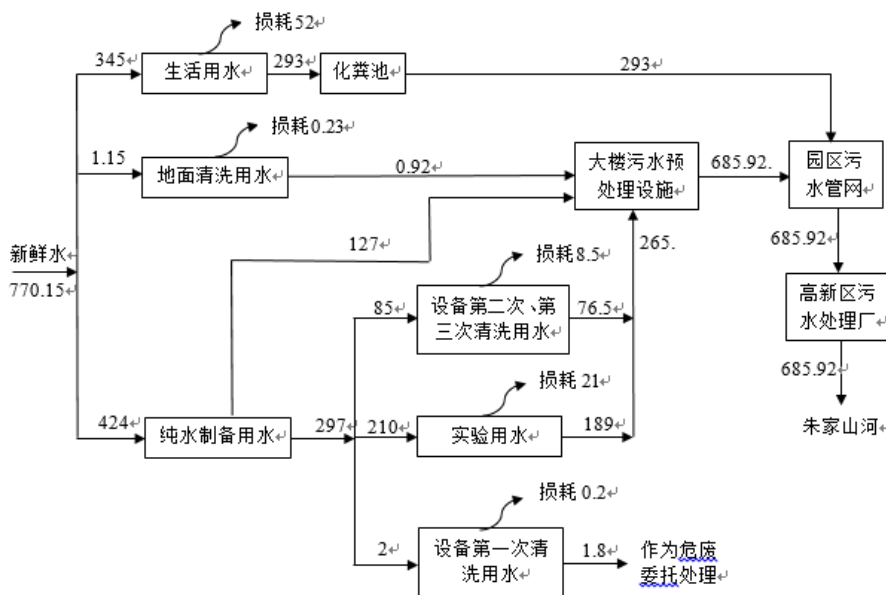 损耗52
345
生活用水
293
化粪池
293
损耗0.23
1.15
地面清洗用水
0.92
大楼污水预
处理设施
685.92.
园区污
水管网
新鲜水
770.15
127
265.
685.92
损耗8.5
85
设备第二次、第
三次清洗用水
76.5
高新区污
水处理厂
685.92
损耗21
424
纯水制备用水
297
210
实验用水
189
朱家山河
损耗0.2
2
设备第一次清
洗用水
1.8
作为危废
委托处理